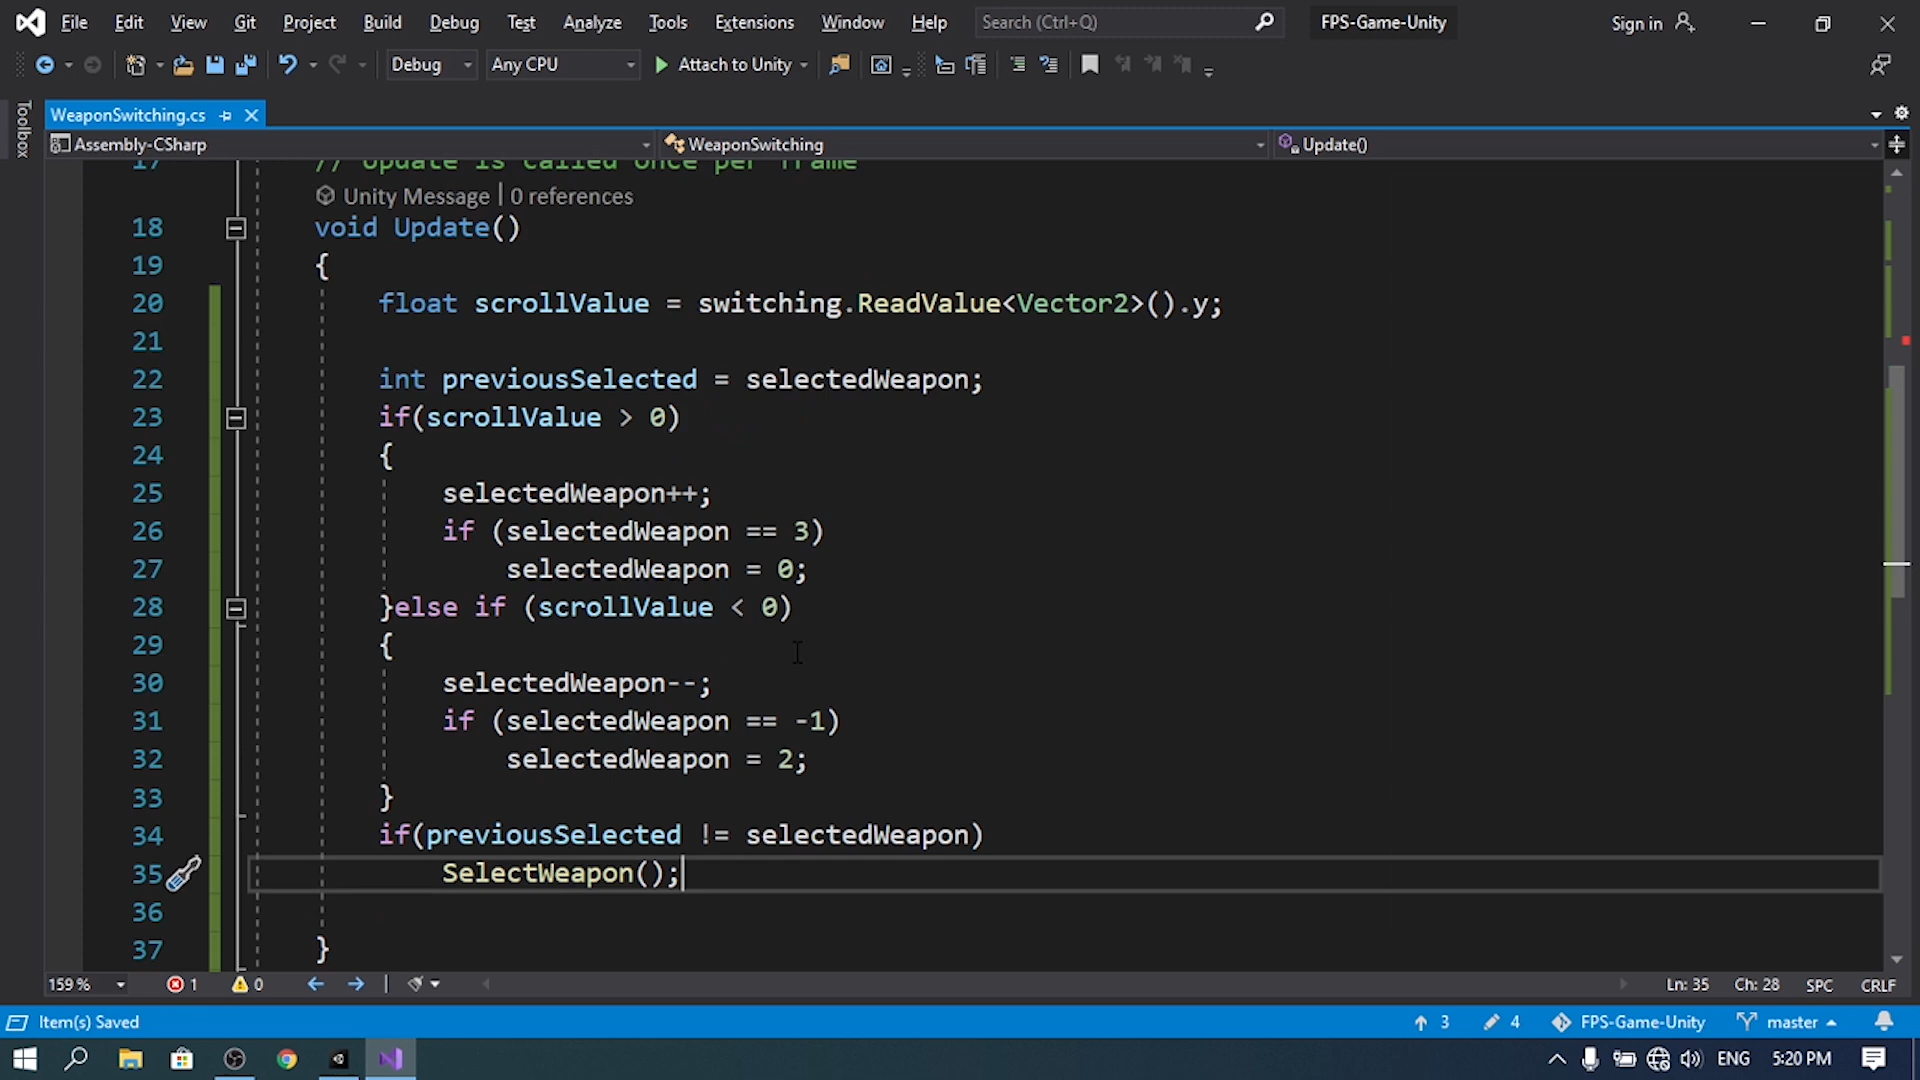 File Edit View Git Project Build Debug Test Analyze Tools Extensions Window Help Search (Ctrl+Q) FPS-Game-Unity Sign in
Debug Any CPU Attach to Unity
Toolbox
WeaponSwitching.cs
Assembly-CSharp WeaponSwitching Update()
17 // Update is called once per frame
Unity Message | 0 references
18 void Update()
19 {
20 float scrollValue = switching.ReadValue<Vector2>().y;
21
22 int previousSelected = selectedWeapon;
23 if(scrollValue > 0)
24 {
25 selectedWeapon++;
26 if (selectedWeapon == 3)
27 selectedWeapon = 0;
28 }else if (scrollValue < 0)
29 {
30 selectedWeapon--;
31 if (selectedWeapon == -1)
32 selectedWeapon = 2;
33 }
34 if(previousSelected != selectedWeapon)
35 SelectWeapon();
36
37 }
159 % 1 0 Ln: 35 Ch: 28 SPC CRLF
Item(s) Saved 3 4 FPS-Game-Unity master
ENG 5:20 PM